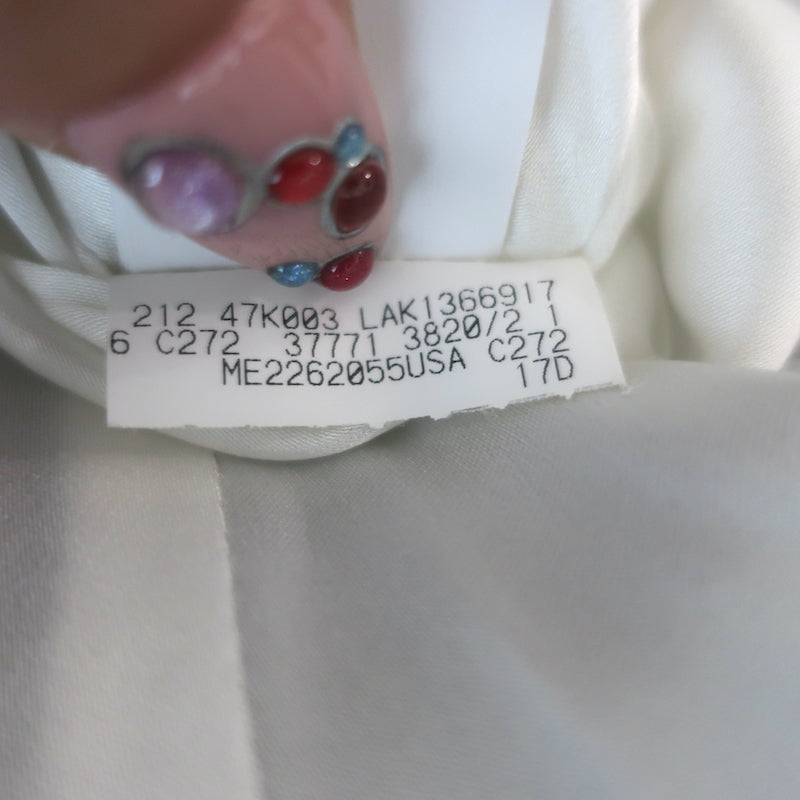 212 47K003 LAK1366917
6 C272 37771 3820/2 1
ME2262055USA C272
17D